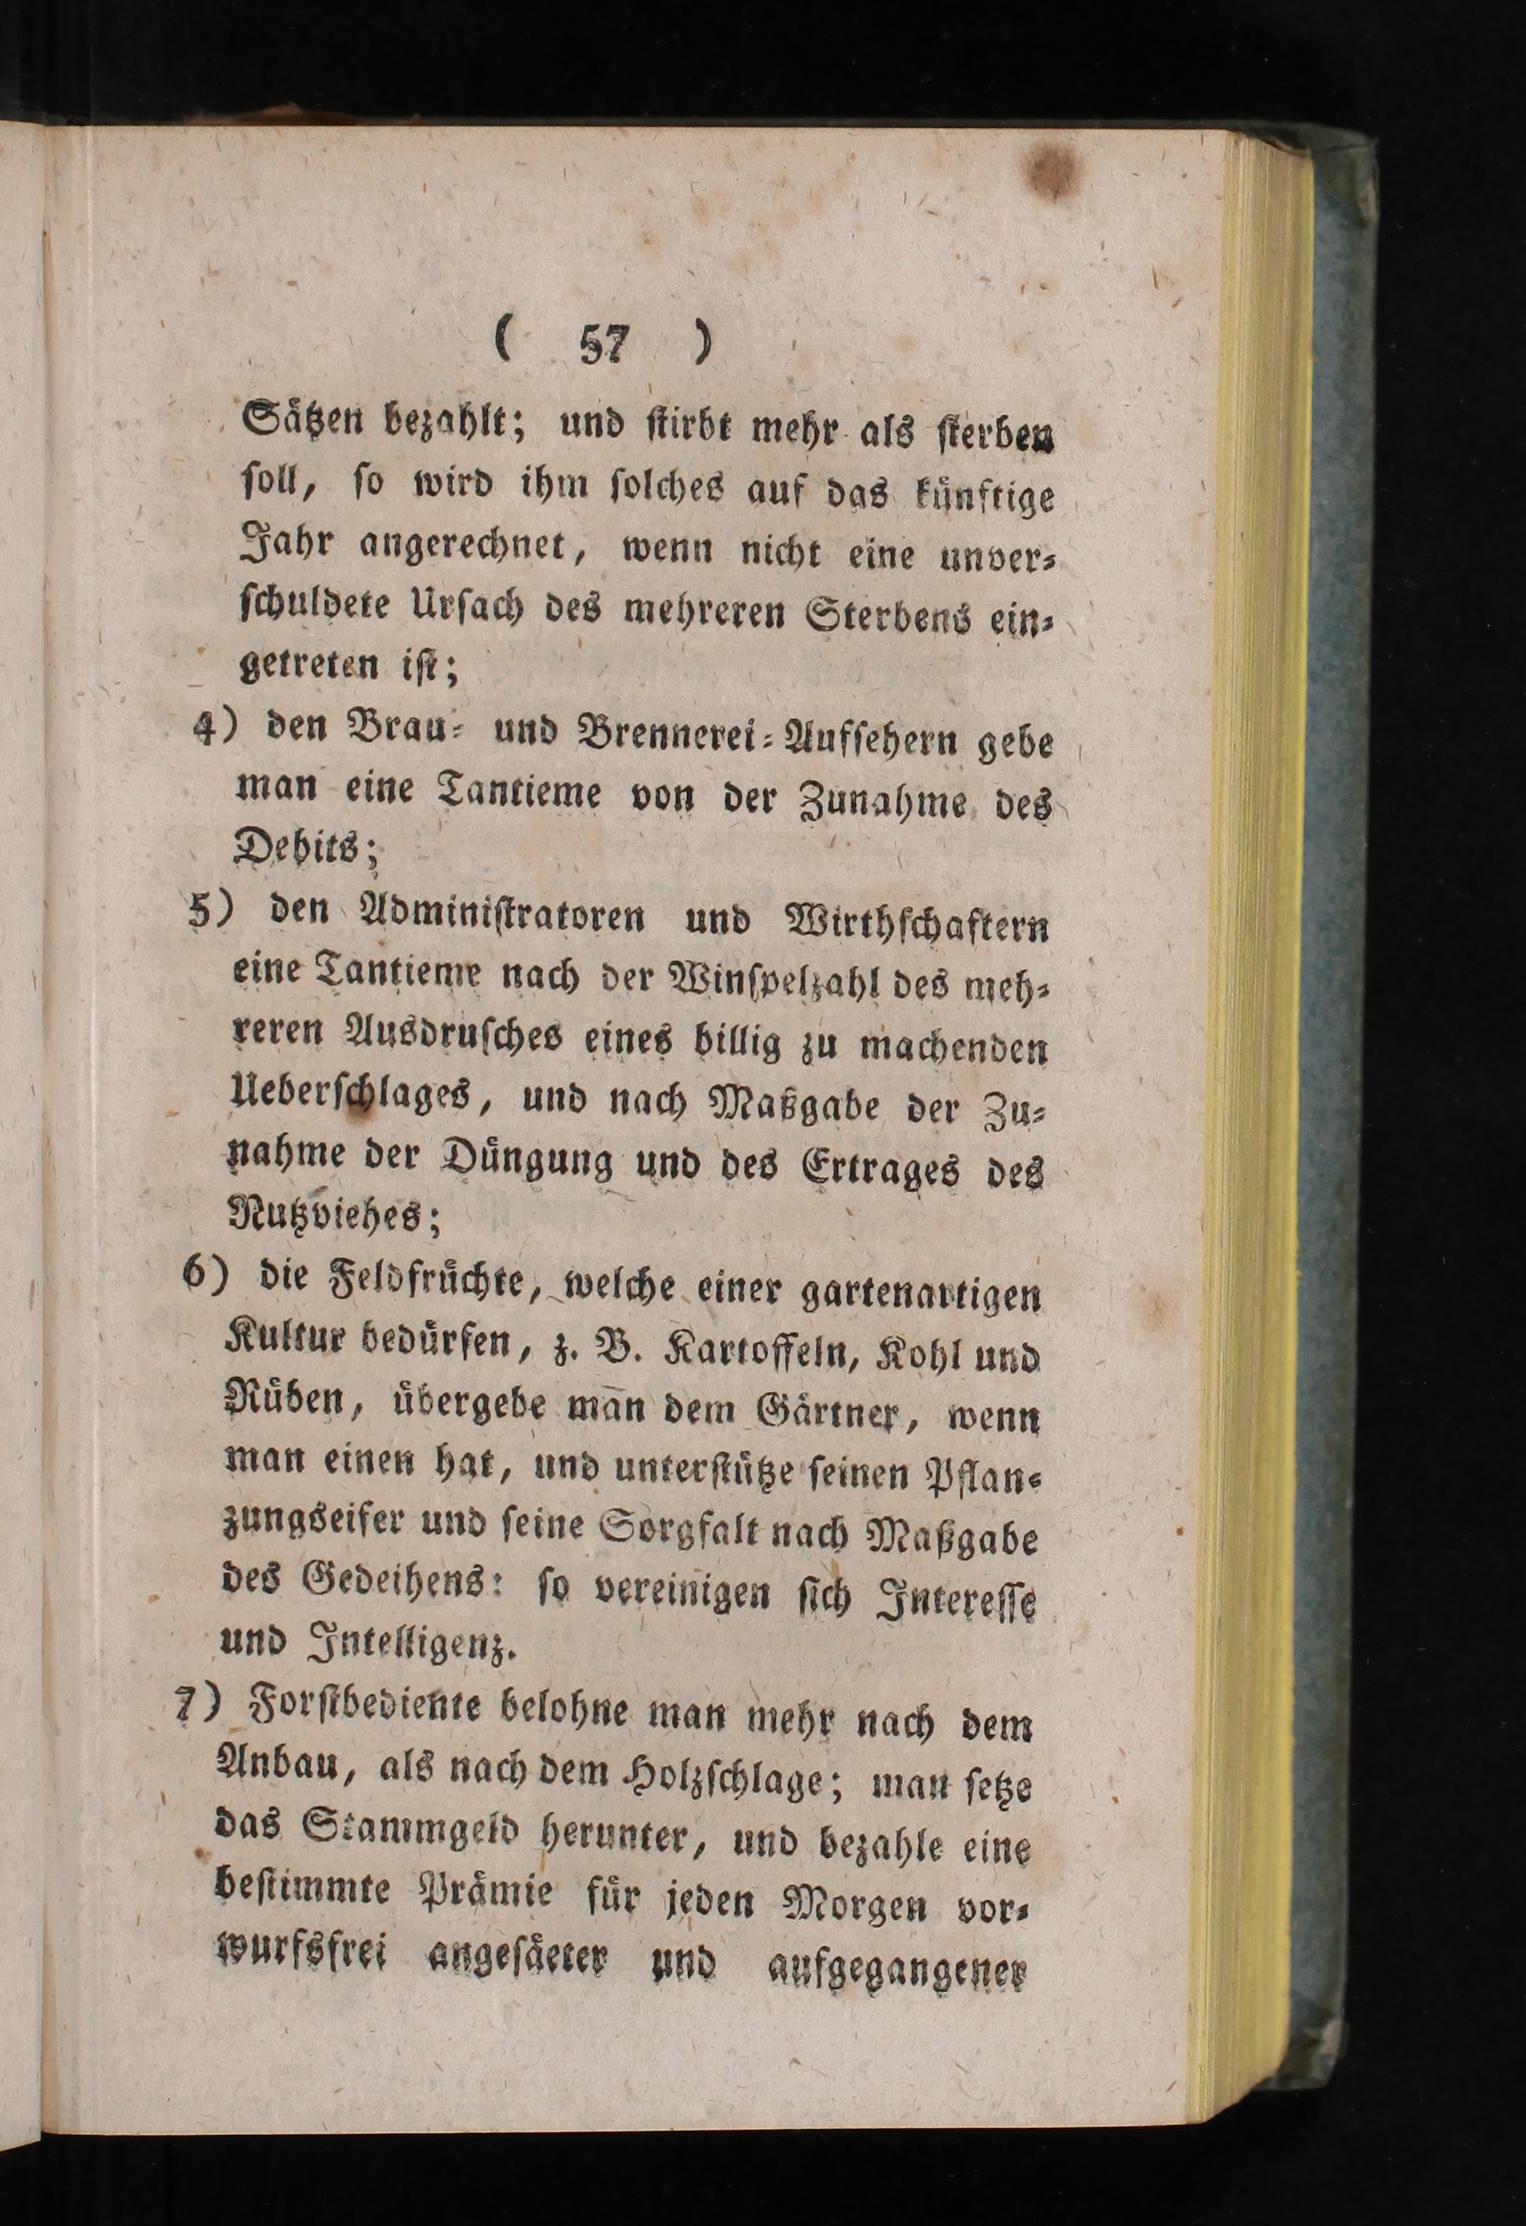 ( 57 )
Sätzen bezahlt; und ſtirbt mehr als ſterben
ſoll, ſo wird ihm ſolches auf das künftige
Jahr angerechnet, wenn nicht eine unver⸗
ſchuldete Urſach des mehreren Sterbens ein⸗
getreten iſt;
4) den Brau⸗ und Brennerei⸗Aufſehern gebe
man eine Tantieme von der Zunahme des
Debits;
5) den Adminiſtratoren und Wirthſchaftern
eine Tantieme nach der Winſpelzahl des meh⸗
reren Ausdruſches eines billig zu machenden
Ueberſchlages, und nach Maßgabe der Zu⸗
nahme der Düngung und des Ertrages des
Nutzviehes;
6) die Feldfrüchte, welche einer gartenartigen
Kultur bedürfen, z. B. Kartoffeln, Kohl und
Rüben, übergebe man dem Gärtner, wenn
man einen hat, und unterſtütze ſeinen Pflan⸗
zungseifer und ſeine Sorgfalt nach Maßgabe
des Gedeihens: ſo vereinigen ſich Intereſſe
und Intelligenz.
7) Forſtbediente belohne man mehr nach dem
Anbau, als nach dem Holzſchlage; man ſetze
das Stammgeld herunter, und bezahle eine
beſtimmte Prämie für jeden Morgen vor⸗
wurfsfrei angeſäeter und aufgegangener